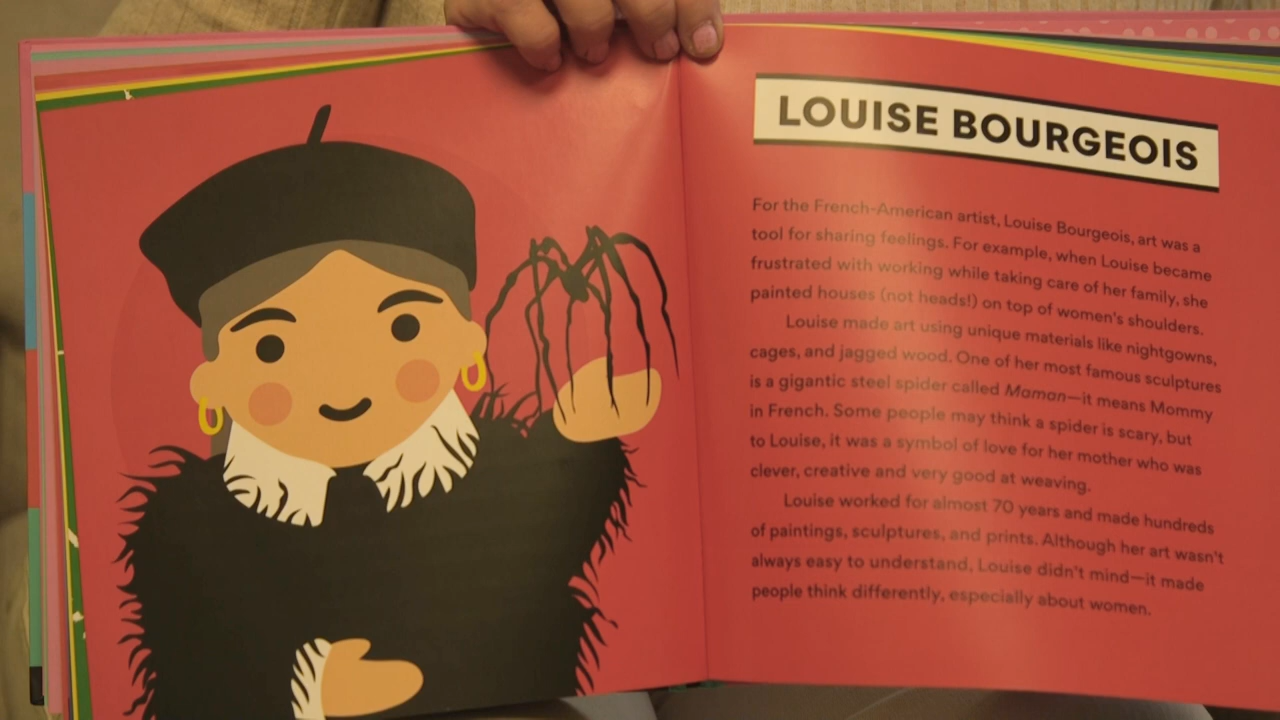 LOUISE BOURGEOIS
For the French-American artist, Louise Bourgeois, art was a
tool for sharing feelings. For example, when Louise became
frustrated with working while taking care of her family, she
painted houses (not heads!) on top of women's shoulders.
Louise made art using unique materials like nightgowns,
cages, and jagged wood. One of her most famous sculptures
is a gigantic steel spider called Maman—it means Mommy
in French. Some people may think a spider is scary, but
to Louise, it was a symbol of love for her mother who was
clever, creative and very good at weaving.
Louise worked for almost 70 years and made hundreds
of paintings, sculptures, and prints. Although her art wasn't
always easy to understand, Louise didn't mind—it made
people think differently, especially about women.